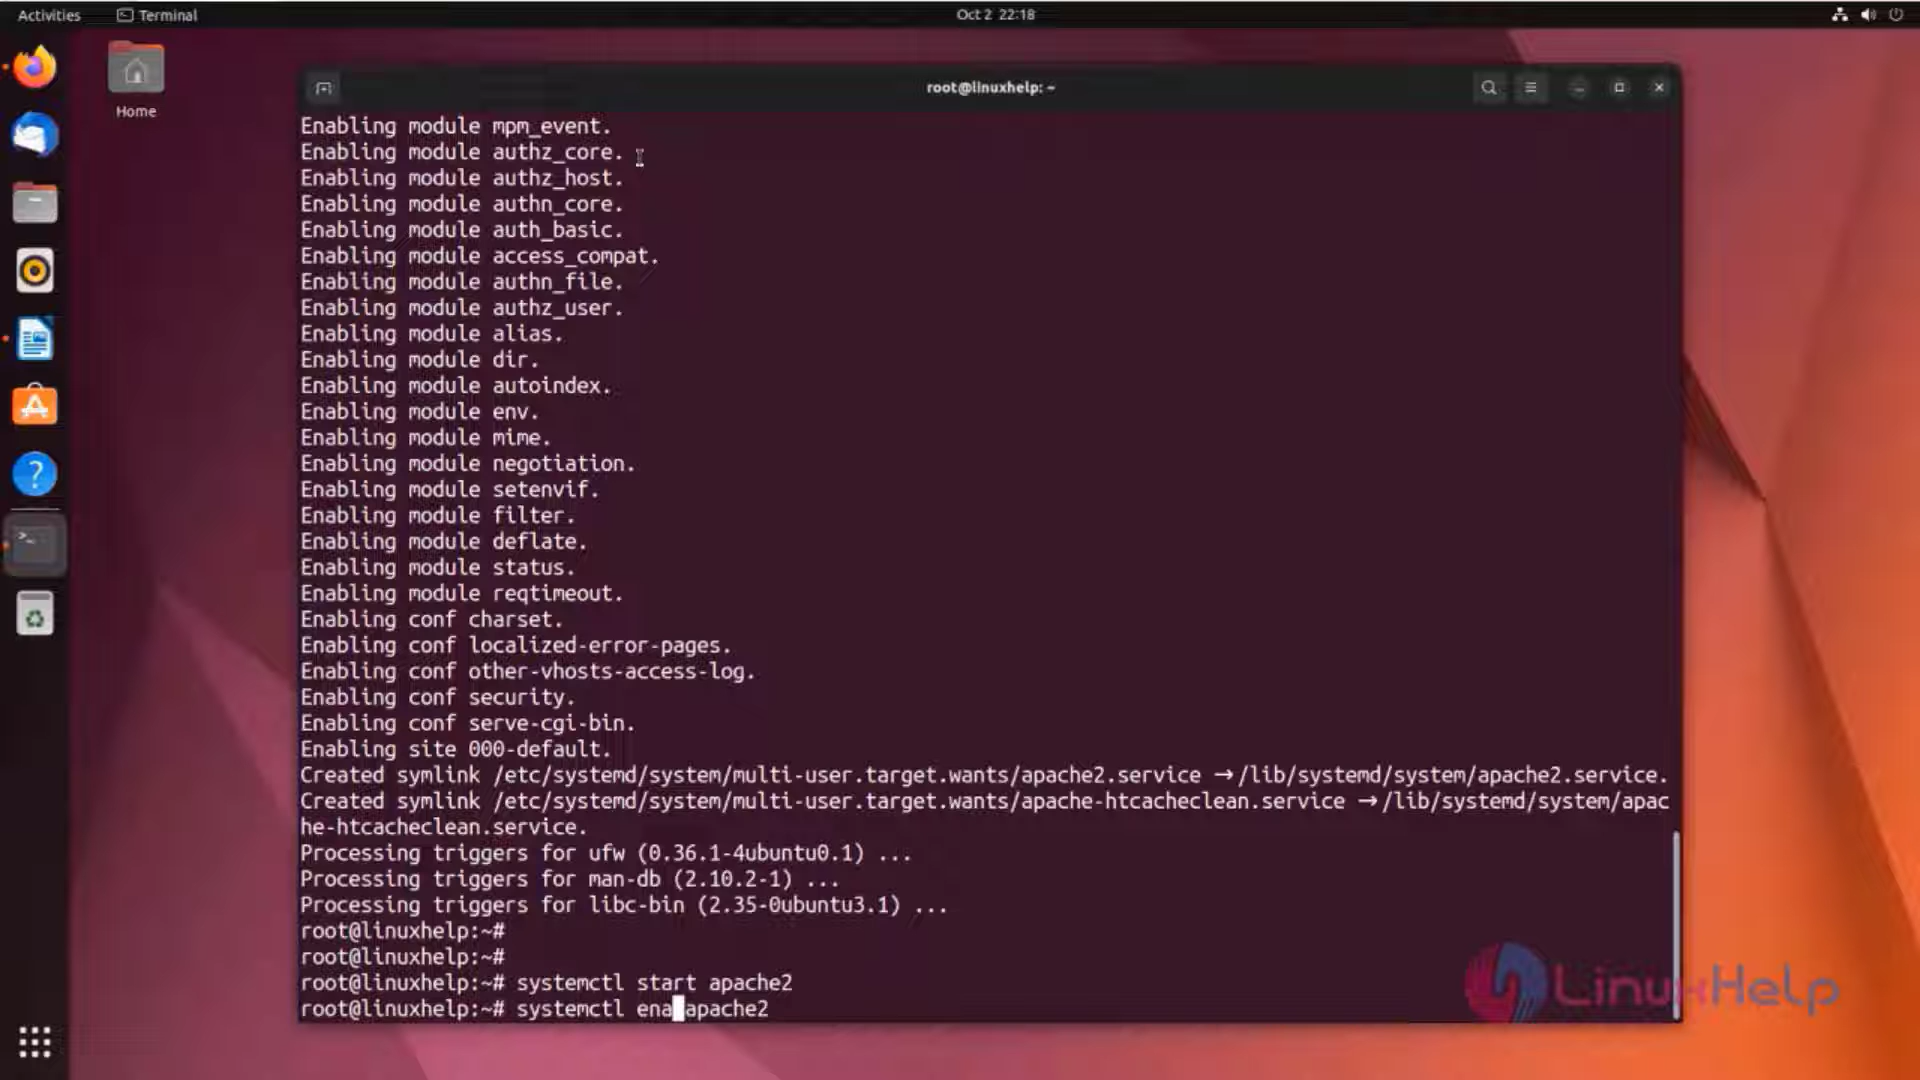 Activities
Terminal
Oct 2 22:18
Home
root@linuxhelp: ~
Enabling module mpm_event.
Enabling module authz_core.
Enabling module authz_host.
Enabling module authn_core.
Enabling module auth_basic.
Enabling module access_compat.
Enabling module authn_file.
Enabling module authz_user.
Enabling module alias.
Enabling module dir.
Enabling module autoindex.
Enabling module env.
Enabling module mime.
Enabling module negotiation.
Enabling module setenvif.
Enabling module filter.
Enabling module deflate.
Enabling module status.
Enabling module reqtimeout.
Enabling conf charset.
Enabling conf localized-error-pages.
Enabling conf other-vhosts-access-log.
Enabling conf security.
Enabling conf serve-cgi-bin.
Enabling site 000-default.
Created symlink /etc/systemd/system/multi-user.target.wants/apache2.service → /lib/systemd/system/apache2.service.
Created symlink /etc/systemd/system/multi-user.target.wants/apache-htcacheclean.service → /lib/systemd/system/apac
he-htcacheclean.service.
Processing triggers for ufw (0.36.1-4ubuntu0.1) ...
Processing triggers for man-db (2.10.2-1) ...
Processing triggers for libc-bin (2.35-0ubuntu3.1) ...
root@linuxhelp:~#
root@linuxhelp:~#
root@linuxhelp:~# systemctl start apache2
root@linuxhelp:~# systemctl ena apache2
LinuxHelp